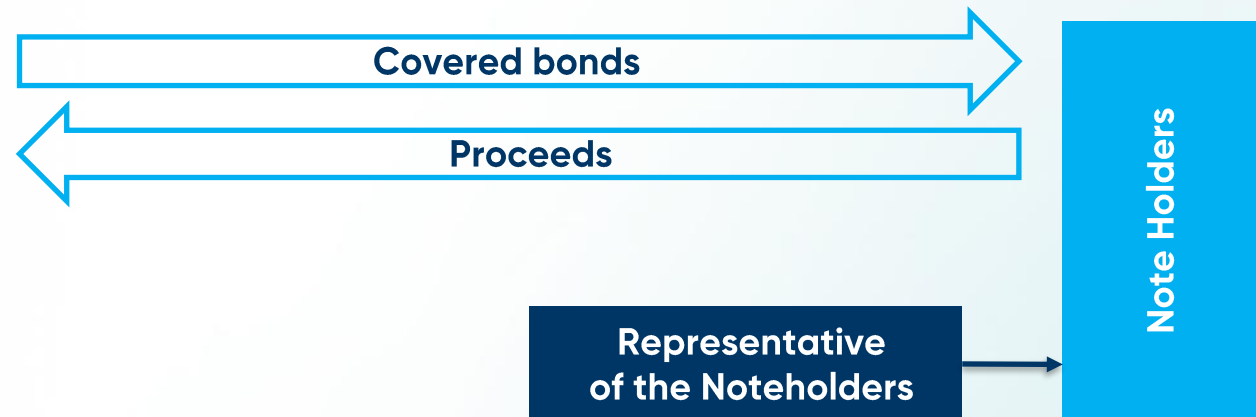 Covered bonds
Proceeds
Note Holders
Representative
of the Noteholders